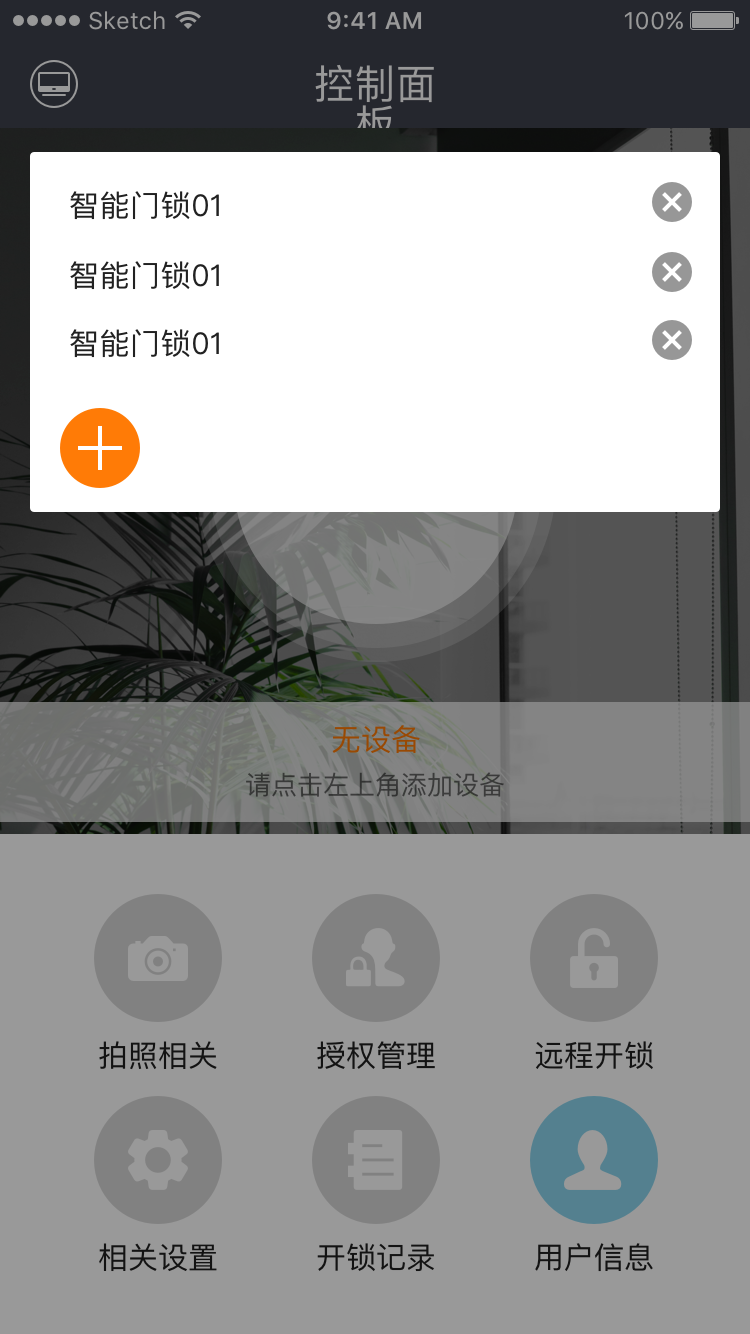 Sketch 9:41 AM 100%
控制面
板
智能门锁01
智能门锁01
智能门锁01
无设备
请点击左上角添加设备
拍照相关 授权管理 远程开锁
相关设置 开锁记录 用户信息